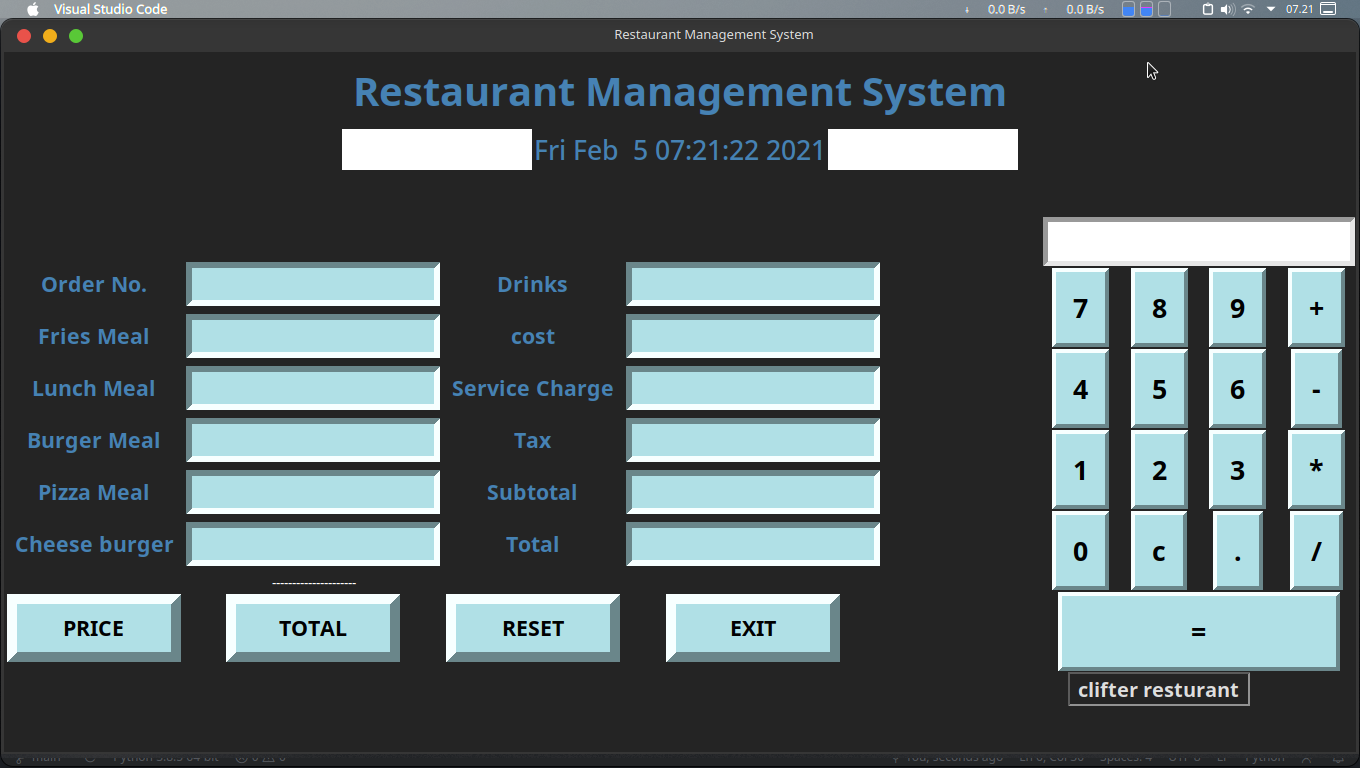 Visual Studio Code 0.0 B/s 0.0 B/s 07.21
Restaurant Management System
Restaurant Management System
Fri Feb  5 07:21:22 2021
Order No.
Drinks
Fries Meal
cost
Lunch Meal
Service Charge
Burger Meal
Tax
Pizza Meal
Subtotal
Cheese burger
Total
---------------------
PRICE TOTAL RESET EXIT
7 8 9 +
4 5 6 -
1 2 3 *
0 c . /
=
clifter resturant